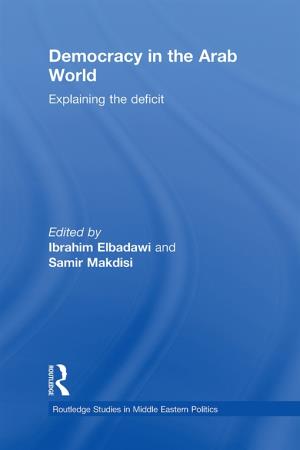 Democracy in the Arab
World
Explaining the deficit
Edited by
Ibrahim Elbadawi and
Samir Makdisi
ROUTLEDGE
Routledge Studies in Middle Eastern Politics